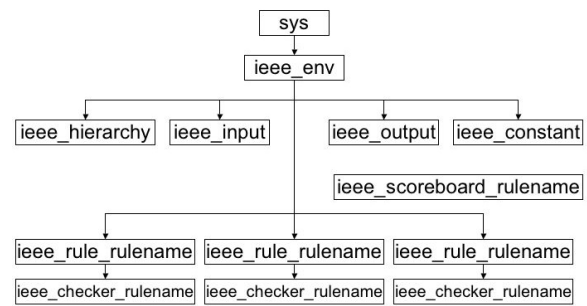 sys
ieee_env
ieee_hierarchy ieee_input ieee_output ieee_constant
ieee_scoreboard_rulename
ieee_rule_rulename ieee_rule_rulename ieee_rule_rulename
ieee_checker_rulename ieee_checker_rulename ieee_checker_rulename